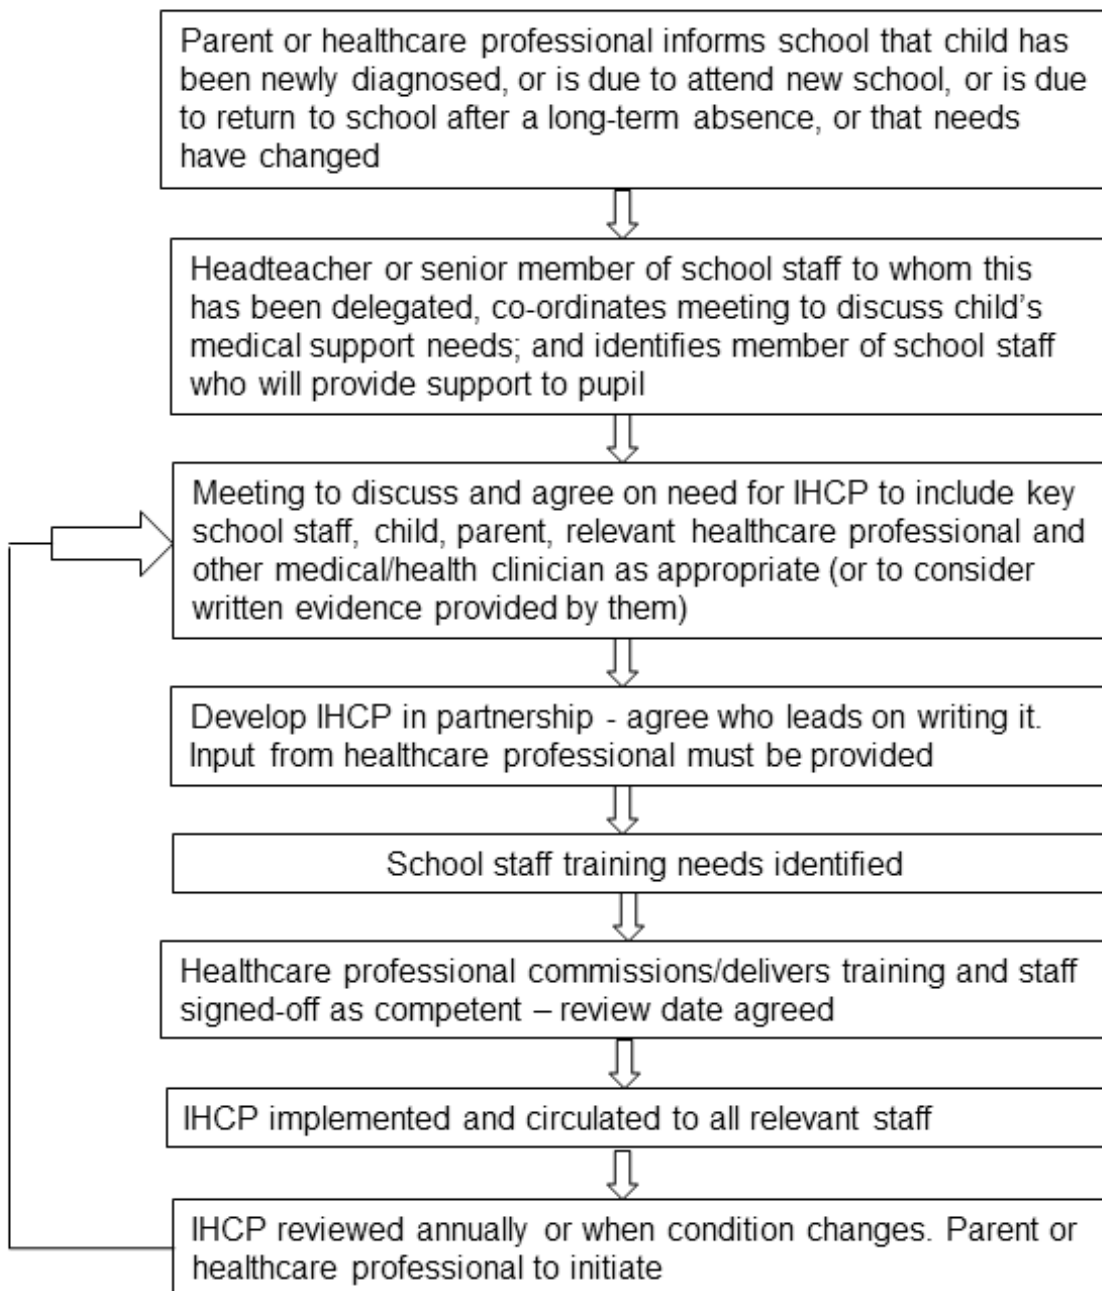 Parent or healthcare professional informs school that child has
been newly diagnosed, or is due to attend new school, or is due
to return to school after a long-term absence, or that needs
have changed
Headteacher or senior member of school staff to whom this
has been delegated, co-ordinates meeting to discuss child’s
medical support needs; and identifies member of school staff
who will provide support to pupil
Meeting to discuss and agree on need for IHCP to include key
school staff, child, parent, relevant healthcare professional and
other medical/health clinician as appropriate (or to consider
written evidence provided by them)
Develop IHCP in partnership - agree who leads on writing it.
Input from healthcare professional must be provided
School staff training needs identified
Healthcare professional commissions/delivers training and staff
signed-off as competent – review date agreed
IHCP implemented and circulated to all relevant staff
IHCP reviewed annually or when condition changes. Parent or
healthcare professional to initiate